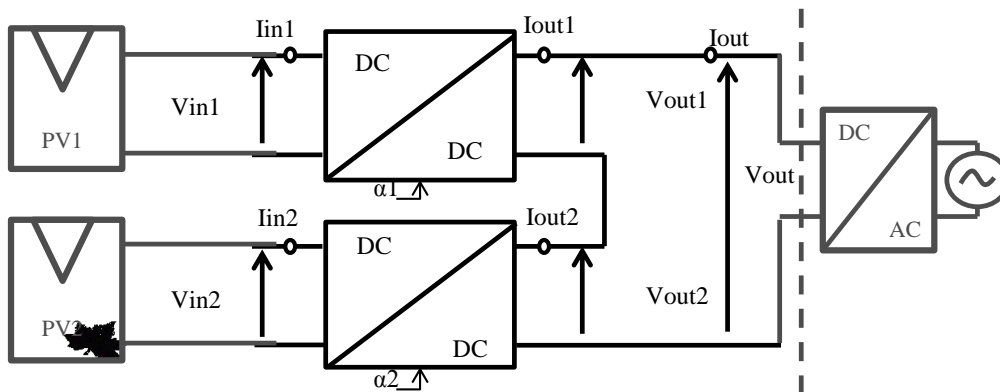 Iin1
Iout1
Iout
DC
Vin1
Vout1
PV1
DC
DC
α1
Vout
Iin2
Iout2
AC
DC
Vin2
Vout2
PV2
DC
α2